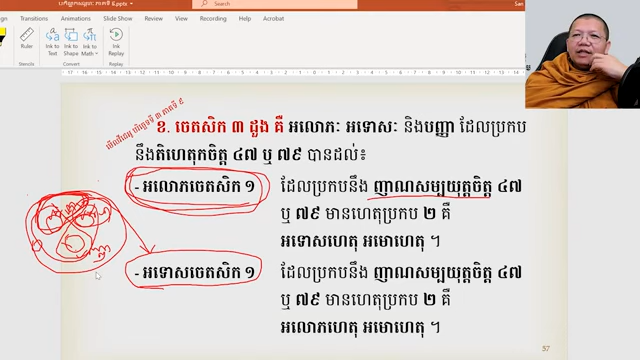 Search
Transitions Animations Slide Show Record Review View Help Acrobat
Ruler
Ink to Text
Ink to Shape
Ink to Math
Ink Replay
Convert
Replay
ខ. ចេតសិក ៣ ដួង គឺ អលោភៈ អទោសៈ និងបញ្ញា ដែលប្រកប
នឹងតិហេតុកចិត្ត ៤៧ ឬ ៧៩ បានដល់៖
- អលោភចេតសិក ១ ដែលប្រកបនឹង ញាណសម្បយុត្តចិត្ត ៤៧
ឬ ៧៩ មានហេតុប្រកប ២ គឺ
អទោសហេតុ អមោហេតុ ។
- អទោសចេតសិក ១ ដែលប្រកបនឹង ញាណសម្បយុត្តចិត្ត ៤៧
ឬ ៧៩ មានហេតុប្រកប ២ គឺ
អលោភហេតុ អមោហេតុ ។
57